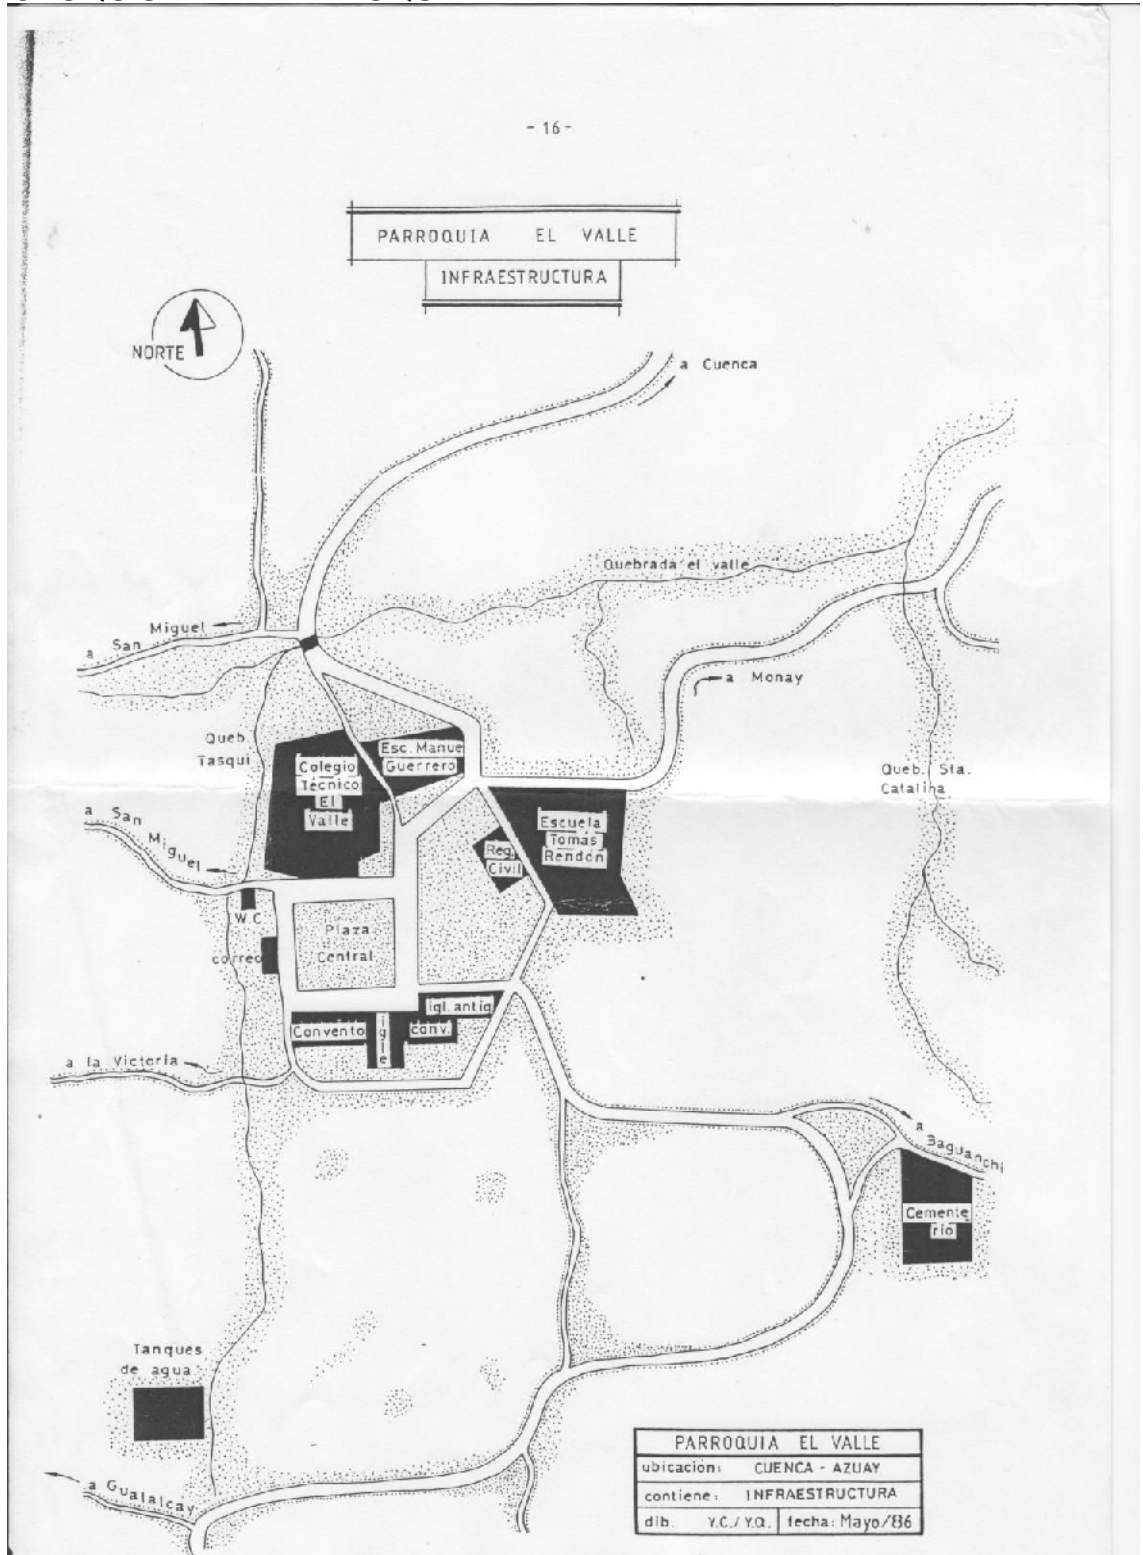 - 16 -
PARROQUIA EL VALLE
INFRAESTRUCTURA
NORTE
a Cuenca
Quebrada el valle
a San Miguel
a Monay
Queb.
Tasqui
Esc. Manue
Guerrero
Colegio
Técnico
El
Valle
Queb. Sta.
Catalina
a San Miguel
Escuela
Tomás
Rendón
Reg.
Civil
W.C
Plaza
Central
correo
igl. antig
Convento
igle
conv.
a la Victoria
a Baguanchi
Cemente
rio
Tanques
de agua
a Gualalcay
PARROQUIA EL VALLE
ubicación: CUENCA - AZUAY
contiene: INFRAESTRUCTURA
dib. Y.C./Y.Q. fecha: Mayo/86